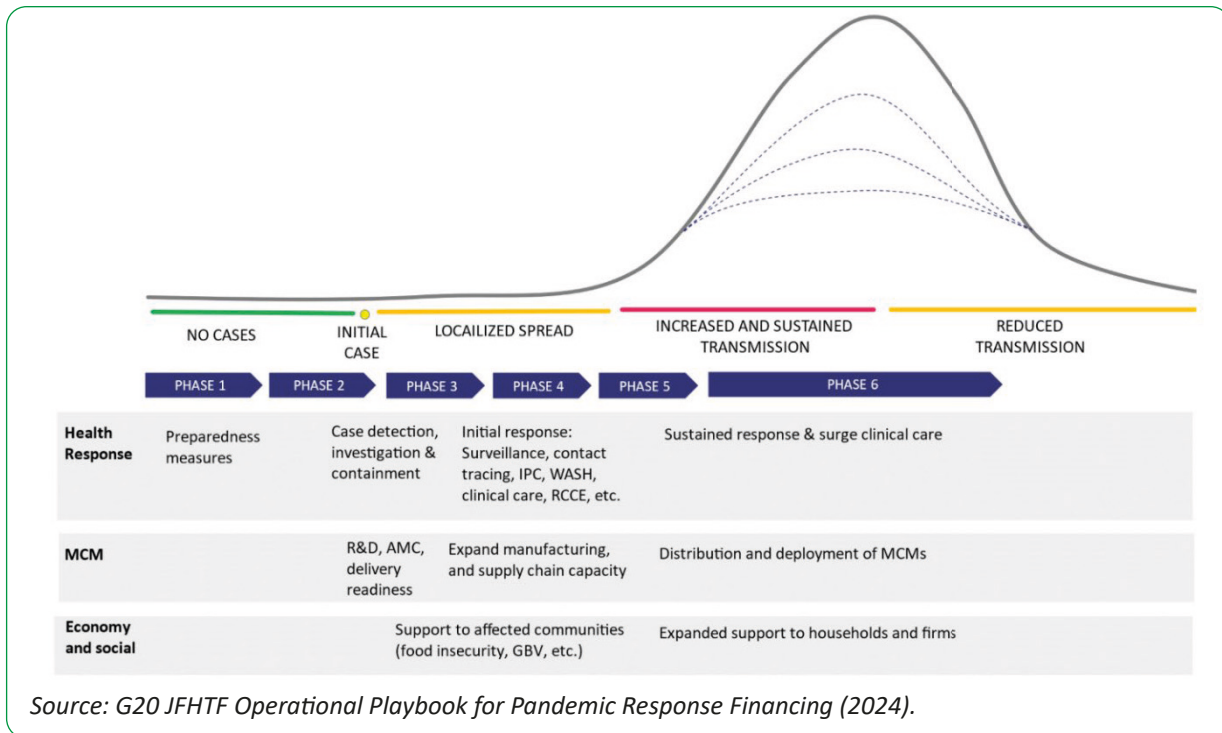 NO CASES
INITIAL
CASE
LOCAILIZED SPREAD
INCREASED AND SUSTAINED
TRANSMISSION
REDUCED
TRANSMISSION
PHASE 1
PHASE 2
PHASE 3
PHASE 4
PHASE 5
PHASE 6
Health
Response
Preparedness
measures
Case detection,
investigation &
containment
Initial response:
Surveillance, contact
tracing, IPC, WASH,
clinical care, RCCE, etc.
Sustained response & surge clinical care
MCM
R&D, AMC,
delivery
readiness
Expand manufacturing,
and supply chain capacity
Distribution and deployment of MCMs
Economy
and social
Support to affected communities
(food insecurity, GBV, etc.)
Expanded support to households and firms
Source: G20 JFHTF Operational Playbook for Pandemic Response Financing (2024).